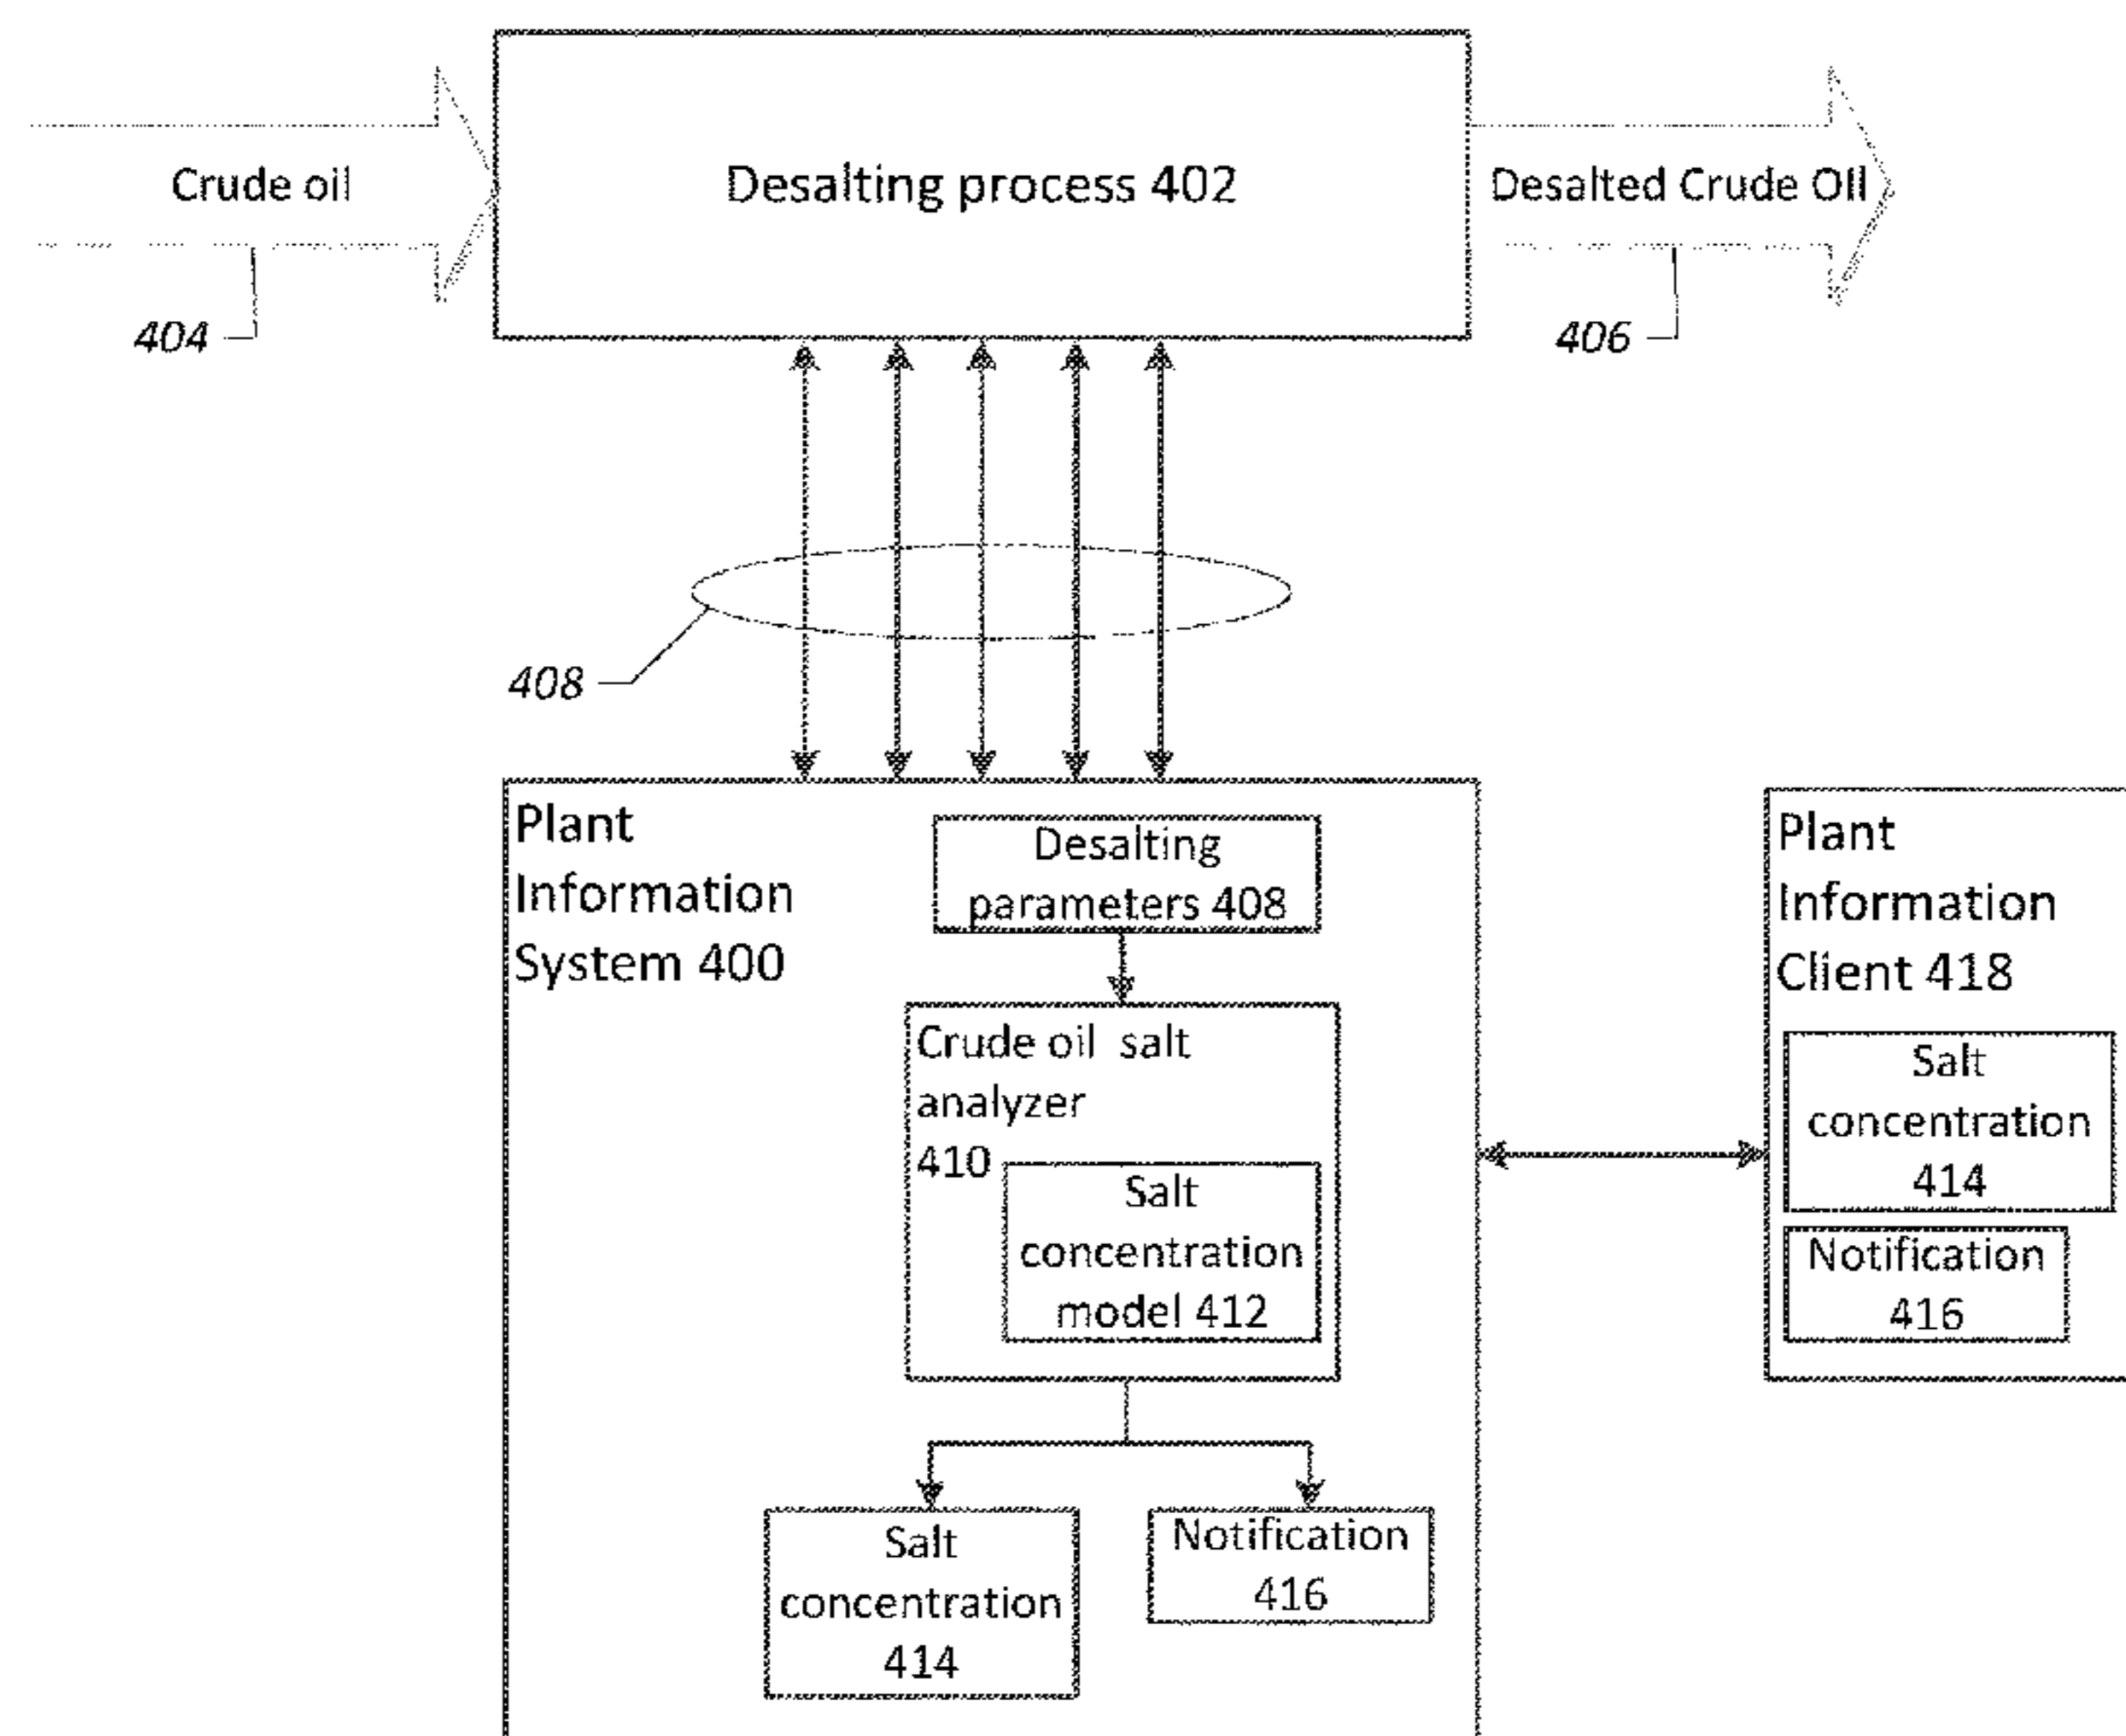 Crude oil
Desalting process 402
Desalted Crude OIl
404
406
408
Plant
Information
System 400
Desalting
parameters 408
Crude oil salt
analyzer
410
Salt
concentration
model 412
Salt
concentration
414
Notification
416
Plant
Information
Client 418
Salt
concentration
414
Notification
416